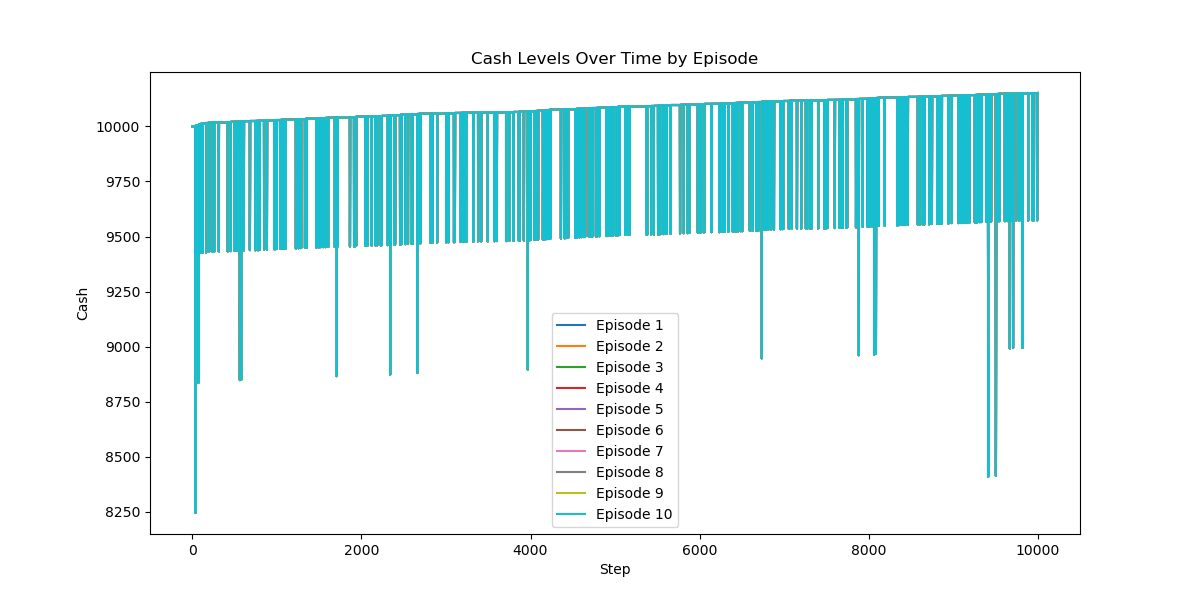 Cash Levels Over Time by Episode
10000
9750
9500
9250
9000
8750
8500
8250
Cash
Episode 1
Episode 2
Episode 3
Episode 4
Episode 5
Episode 6
Episode 7
Episode 8
Episode 9
Episode 10
0 2000 4000 6000 8000 10000
Step